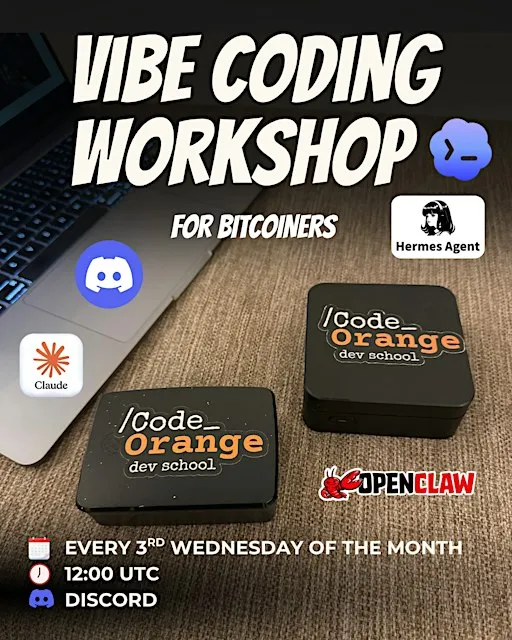 VIBE CODING
WORKSHOP
FOR BITCOINERS
Hermes Agent
Claude
/Code_
Orange
dev school
/Code_
Orange
dev school
OPENCLAW
EVERY 3RD WEDNESDAY OF THE MONTH
12:00 UTC
DISCORD